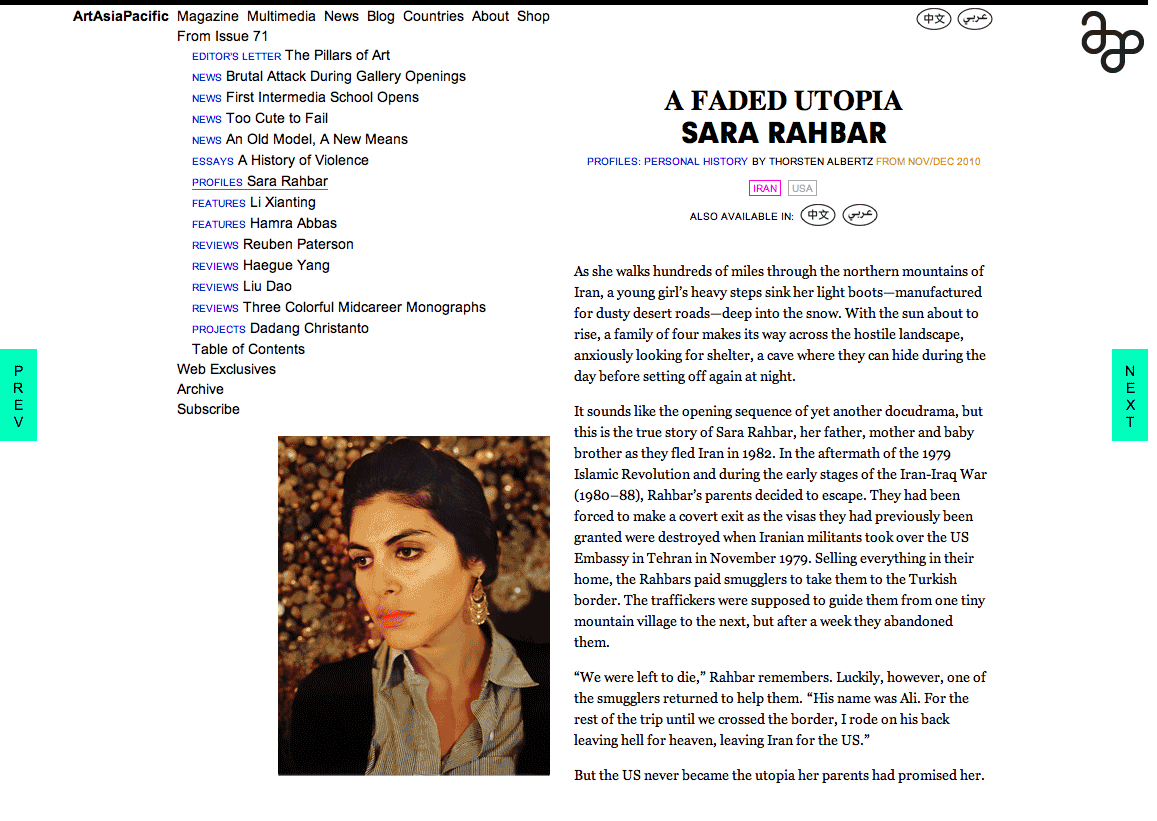 ArtAsiaPacific Magazine Multimedia News Blog Countries About Shop
中文 عربي
From Issue 71
EDITOR'S LETTER The Pillars of Art
NEWS Brutal Attack During Gallery Openings
NEWS First Intermedia School Opens
NEWS Too Cute to Fail
NEWS An Old Model, A New Means
ESSAYS A History of Violence
PROFILES Sara Rahbar
FEATURES Li Xianting
FEATURES Hamra Abbas
REVIEWS Reuben Paterson
REVIEWS Haegue Yang
REVIEWS Liu Dao
REVIEWS Three Colorful Midcareer Monographs
PROJECTS Dadang Christanto
Table of Contents
Web Exclusives
Archive
Subscribe
PREV
A FADED UTOPIA
SARA RAHBAR
PROFILES: PERSONAL HISTORY BY THORSTEN ALBERTZ FROM NOV/DEC 2010
IRAN USA
ALSO AVAILABLE IN: 中文 عربي
As she walks hundreds of miles through the northern mountains of
Iran, a young girl’s heavy steps sink her light boots—manufactured
for dusty desert roads—deep into the snow. With the sun about to
rise, a family of four makes its way across the hostile landscape,
anxiously looking for shelter, a cave where they can hide during the
day before setting off again at night.
It sounds like the opening sequence of yet another docudrama, but
this is the true story of Sara Rahbar, her father, mother and baby
brother as they fled Iran in 1982. In the aftermath of the 1979
Islamic Revolution and during the early stages of the Iran-Iraq War
(1980–88), Rahbar’s parents decided to escape. They had been
forced to make a covert exit as the visas they had previously been
granted were destroyed when Iranian militants took over the US
Embassy in Tehran in November 1979. Selling everything in their
home, the Rahbars paid smugglers to take them to the Turkish
border. The traffickers were supposed to guide them from one tiny
mountain village to the next, but after a week they abandoned
them.
“We were left to die,” Rahbar remembers. Luckily, however, one of
the smugglers returned to help them. “His name was Ali. For the
rest of the trip until we crossed the border, I rode on his back
leaving hell for heaven, leaving Iran for the US.”
But the US never became the utopia her parents had promised her.
NEXT